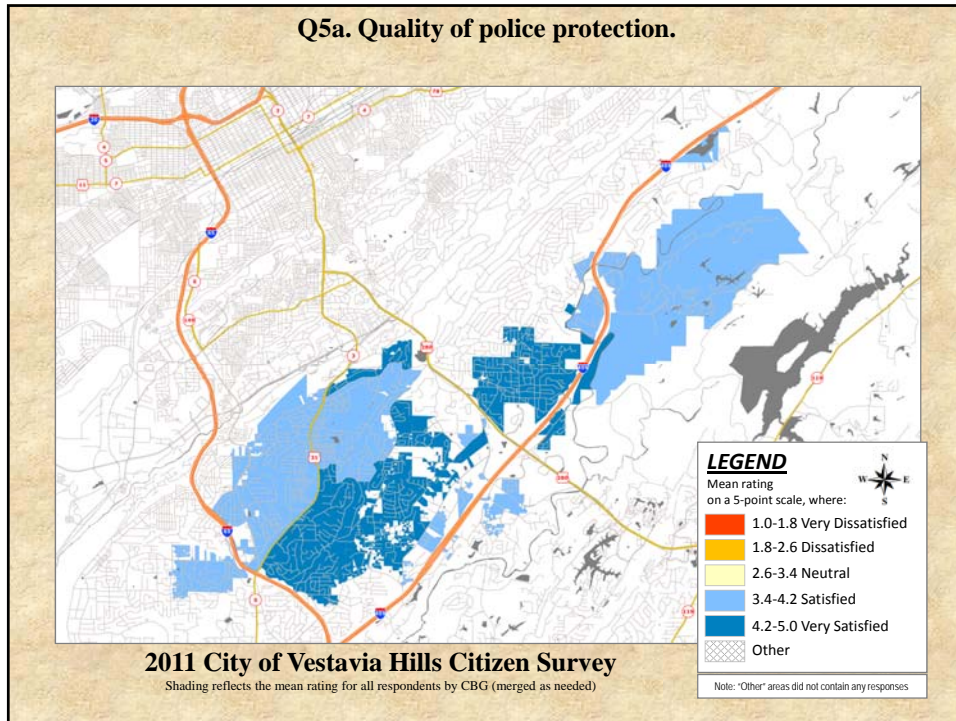 Q5a. Quality of police protection.
LEGEND
Mean rating
on a 5-point scale, where:
N
W E
S
1.0-1.8 Very Dissatisfied
1.8-2.6 Dissatisfied
2.6-3.4 Neutral
3.4-4.2 Satisfied
4.2-5.0 Very Satisfied
Other
Note: "Other" areas did not contain any responses
2011 City of Vestavia Hills Citizen Survey
Shading reflects the mean rating for all respondents by CBG (merged as needed)